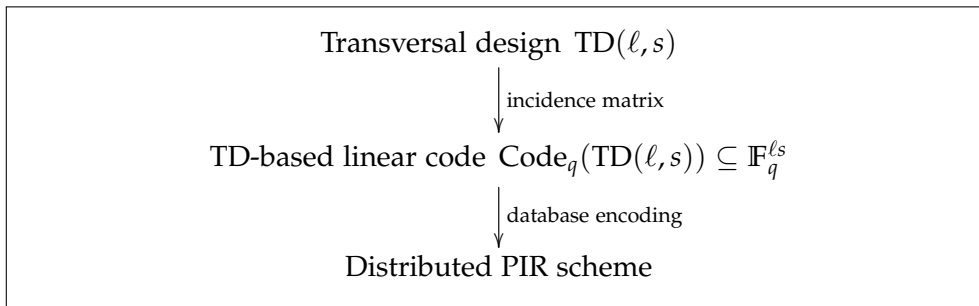 Transversal design TD(ℓ, s)
incidence matrix
TD-based linear code Code_q(TD(ℓ, s)) ⊆ 𝔽_q^{ℓs}
database encoding
Distributed PIR scheme